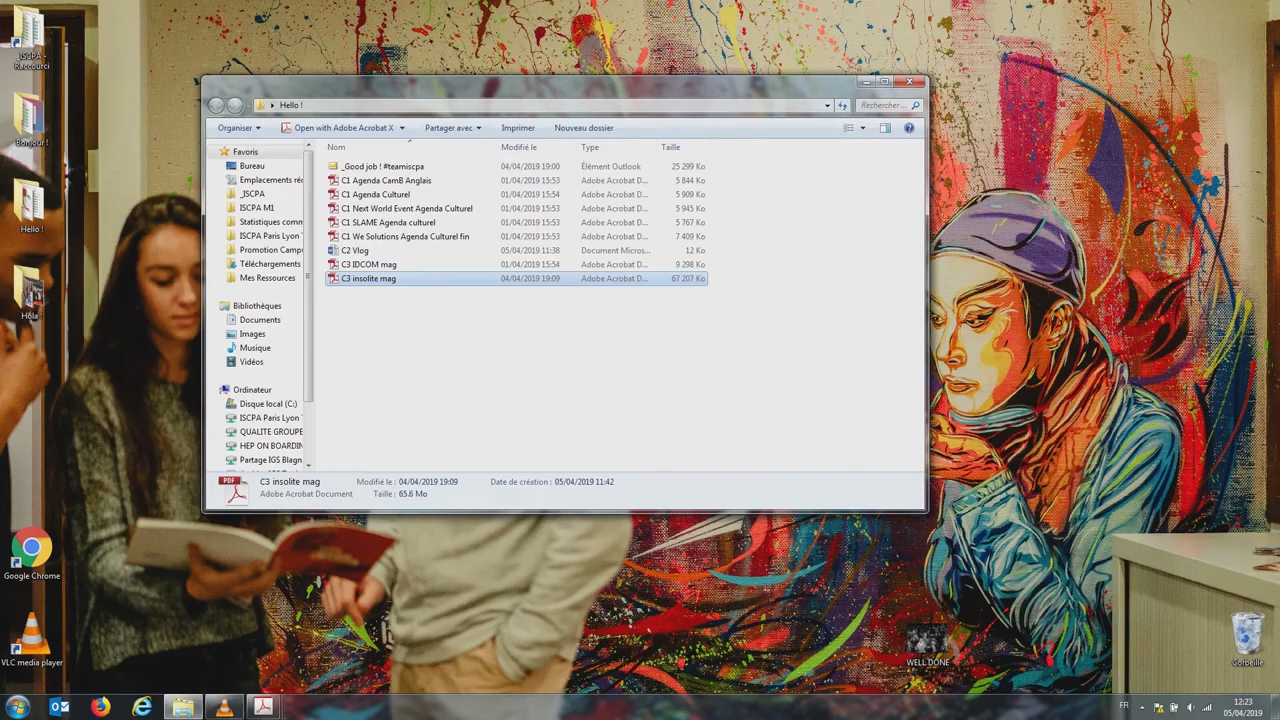 _ISCPA -
Raccourci
Bonjour !
Hello !
Hola
Google Chrome
VLC media player
Hello !
Rechercher ...
Organiser
Open with Adobe Acrobat X
Partager avec
Imprimer
Nouveau dossier
Favoris
Bureau
Emplacements réc
_ISCPA
ISCPA M1
Statistiques comm
ISCPA Paris Lyon
Promotion Campu
Téléchargements
Mes Ressources
Bibliothèques
Documents
Images
Musique
Vidéos
Ordinateur
Disque local (C:)
ISCPA Paris Lyon
QUALITE GROUPE
HEP ON BOARDIN
Partage IGS Blagn
Nom Modifié le Type Taille
_Good job ! #teamiscpa 04/04/2019 19:00 Élément Outlook 25 299 Ko
C1 Agenda CamB Anglais 01/04/2019 15:53 Adobe Acrobat D... 5 844 Ko
C1 Agenda Culturel 01/04/2019 15:53 Adobe Acrobat D... 5 909 Ko
C1 Next World Event Agenda Culturel 01/04/2019 15:53 Adobe Acrobat D... 5 945 Ko
C1 SLAME Agenda culturel 01/04/2019 15:53 Adobe Acrobat D... 5 767 Ko
C1 We Solutions Agenda Culturel fin 01/04/2019 15:53 Adobe Acrobat D... 7 409 Ko
C2 Vlog 05/04/2019 11:38 Document Micros... 12 Ko
C3 IDCOM mag 01/04/2019 15:54 Adobe Acrobat D... 9 298 Ko
C3 insolite mag 04/04/2019 19:09 Adobe Acrobat D... 67 207 Ko
PDF
C3 insolite mag Modifié le : 04/04/2019 19:09 Date de création : 05/04/2019 11:42
Adobe Acrobat Document Taille : 65.6 Mo
WELL DONE
Corbeille
FR
12:23
05/04/2019